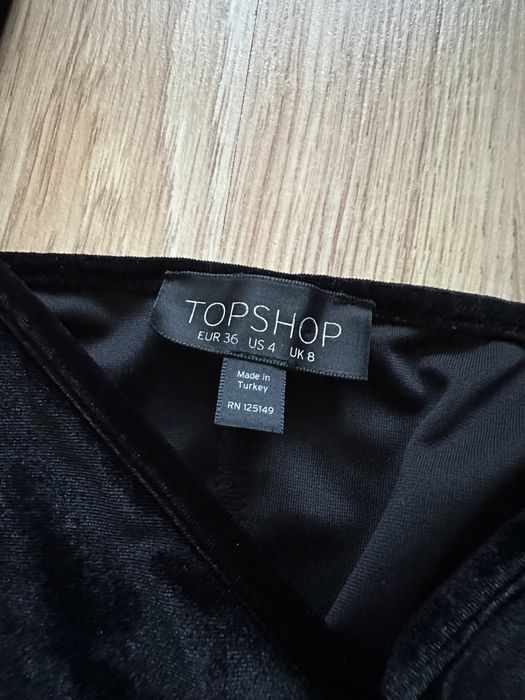 TOPSHOP
EUR 36 US 4 UK 8
Made in
Turkey
RN 125149